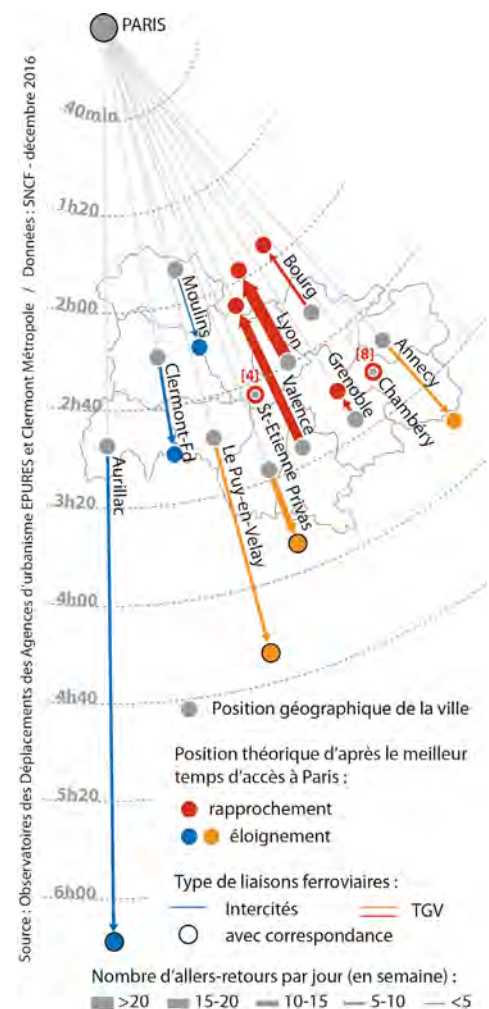 PARIS
40min
1h20
2h00
2h40
3h20
4h00
4h40
5h20
6h00
Bourg
Moulins
Lyon
Annecy
[8]
Chambéry
Grenoble
[4]
Valence
Clermont-Fd
St-Etienne
Privas
Le Puy-en-Velay
Aurillac
Position géographique de la ville
Position théorique d'après le meilleur
temps d'accès à Paris :
rapprochement
éloignement
Type de liaisons ferroviaires :
Intercités
TGV
avec correspondance
Nombre d'allers-retours par jour (en semaine) :
>20
15-20
10-15
5-10
<5
Source : Observatoires des Déplacements des Agences d'urbanisme EPURES et Clermont Métropole / Données : SNCF - décembre 2016